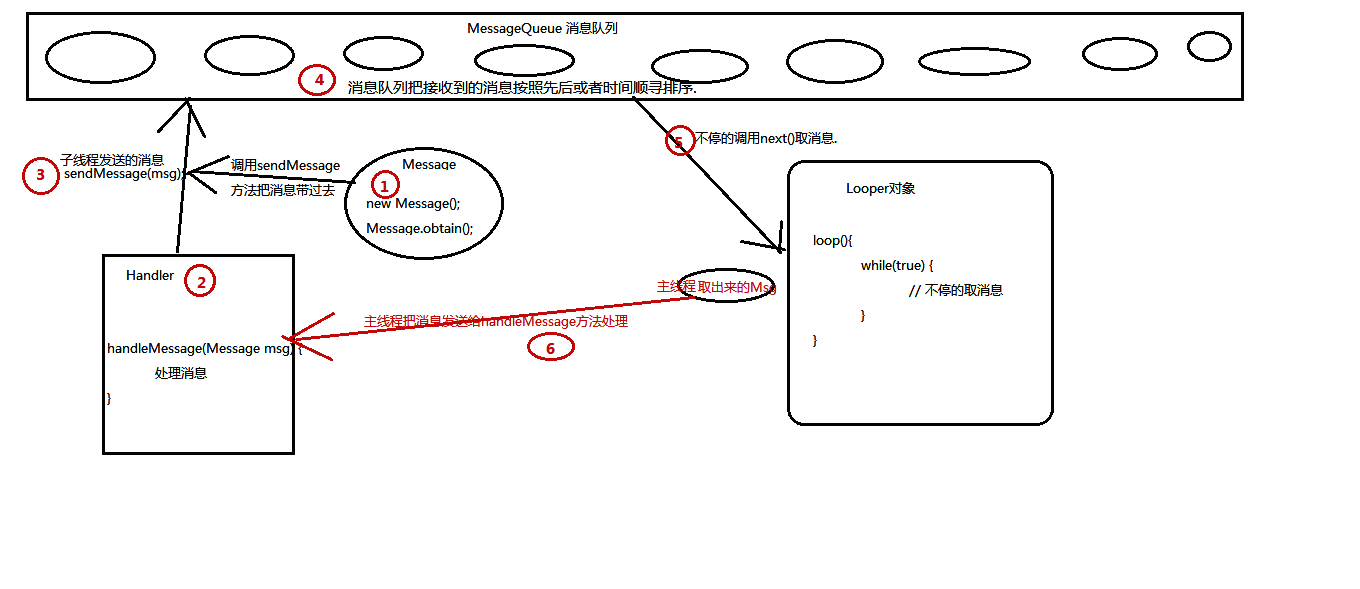 MessageQueue 消息队列
4 消息队列把接收到的消息按照先后或者时间顺寻排序.
5 不停的调用next()取消息.
3 子线程发送的消息
sendMessage(msg);
调用sendMessage
方法把消息带过去
Message
1
new Message();
Message.obtain();
Looper对象
loop(){
while(true) {
// 不停的取消息
}
}
Handler 2
主线程取出来的Msg
主线程把消息发送给handleMessage方法处理
6
handleMessage(Message msg) {
处理消息
}